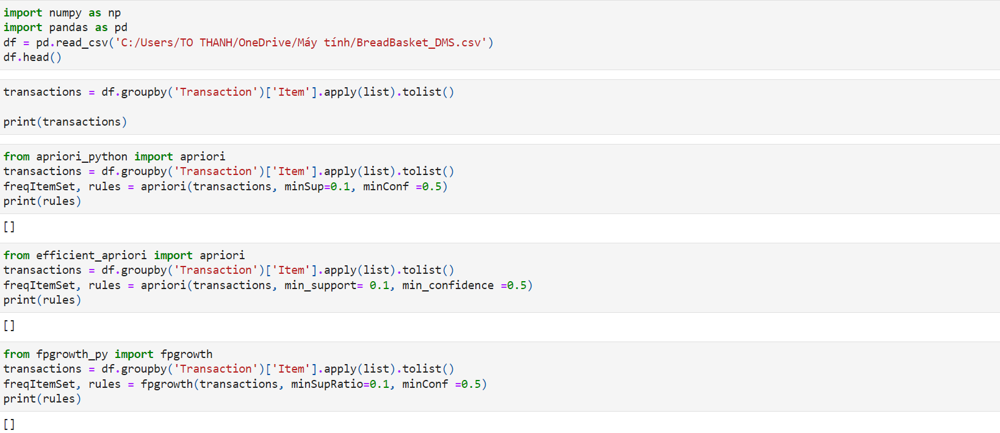 import numpy as np
import pandas as pd
df = pd.read_csv('C:/Users/TO THANH/OneDrive/Máy tính/BreadBasket_DMS.csv')
df.head()
transactions = df.groupby('Transaction')['Item'].apply(list).tolist()
print(transactions)
from apriori_python import apriori
transactions = df.groupby('Transaction')['Item'].apply(list).tolist()
freqItemSet, rules = apriori(transactions, minSup=0.1, minConf =0.5)
print(rules)
[]
from efficient_apriori import apriori
transactions = df.groupby('Transaction')['Item'].apply(list).tolist()
freqItemSet, rules = apriori(transactions, min_support= 0.1, min_confidence =0.5)
print(rules)
[]
from fpgrowth_py import fpgrowth
transactions = df.groupby('Transaction')['Item'].apply(list).tolist()
freqItemSet, rules = fpgrowth(transactions, minSupRatio=0.1, minConf =0.5)
print(rules)
[]